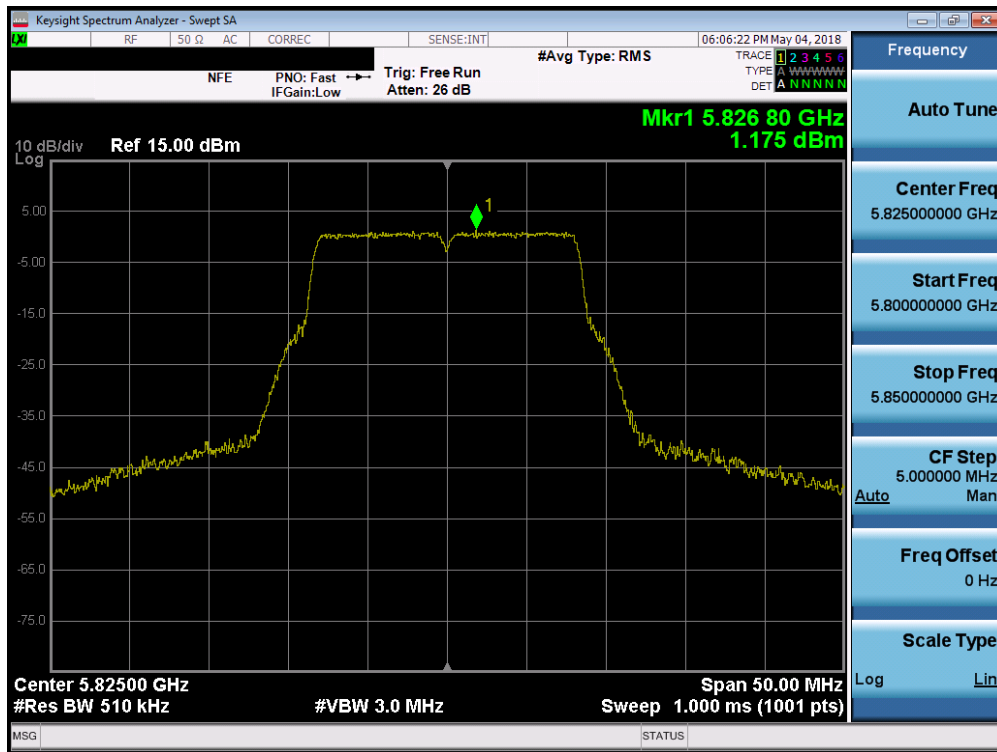 Keysight Spectrum Analyzer - Swept SA
LXI RF 50 Ω AC CORREC SENSE:INT 06:06:22 PM May 04, 2018
NFE PNO: Fast Trig: Free Run #Avg Type: RMS TRACE 1 2 3 4 5 6
IFGain:Low Atten: 26 dB TYPE A WWWWW
DET A N N N N N
Mkr1 5.826 80 GHz
1.175 dBm
10 dB/div Ref 15.00 dBm
Log
1
5.00
-5.00
-15.0
-25.0
-35.0
-45.0
-55.0
-65.0
-75.0
Center 5.82500 GHz Span 50.00 MHz
#Res BW 510 kHz #VBW 3.0 MHz Sweep 1.000 ms (1001 pts)
MSG STATUS
Frequency
Auto Tune
Center Freq
5.825000000 GHz
Start Freq
5.800000000 GHz
Stop Freq
5.850000000 GHz
CF Step
5.000000 MHz
Auto Man
Freq Offset
0 Hz
Scale Type
Log Lin